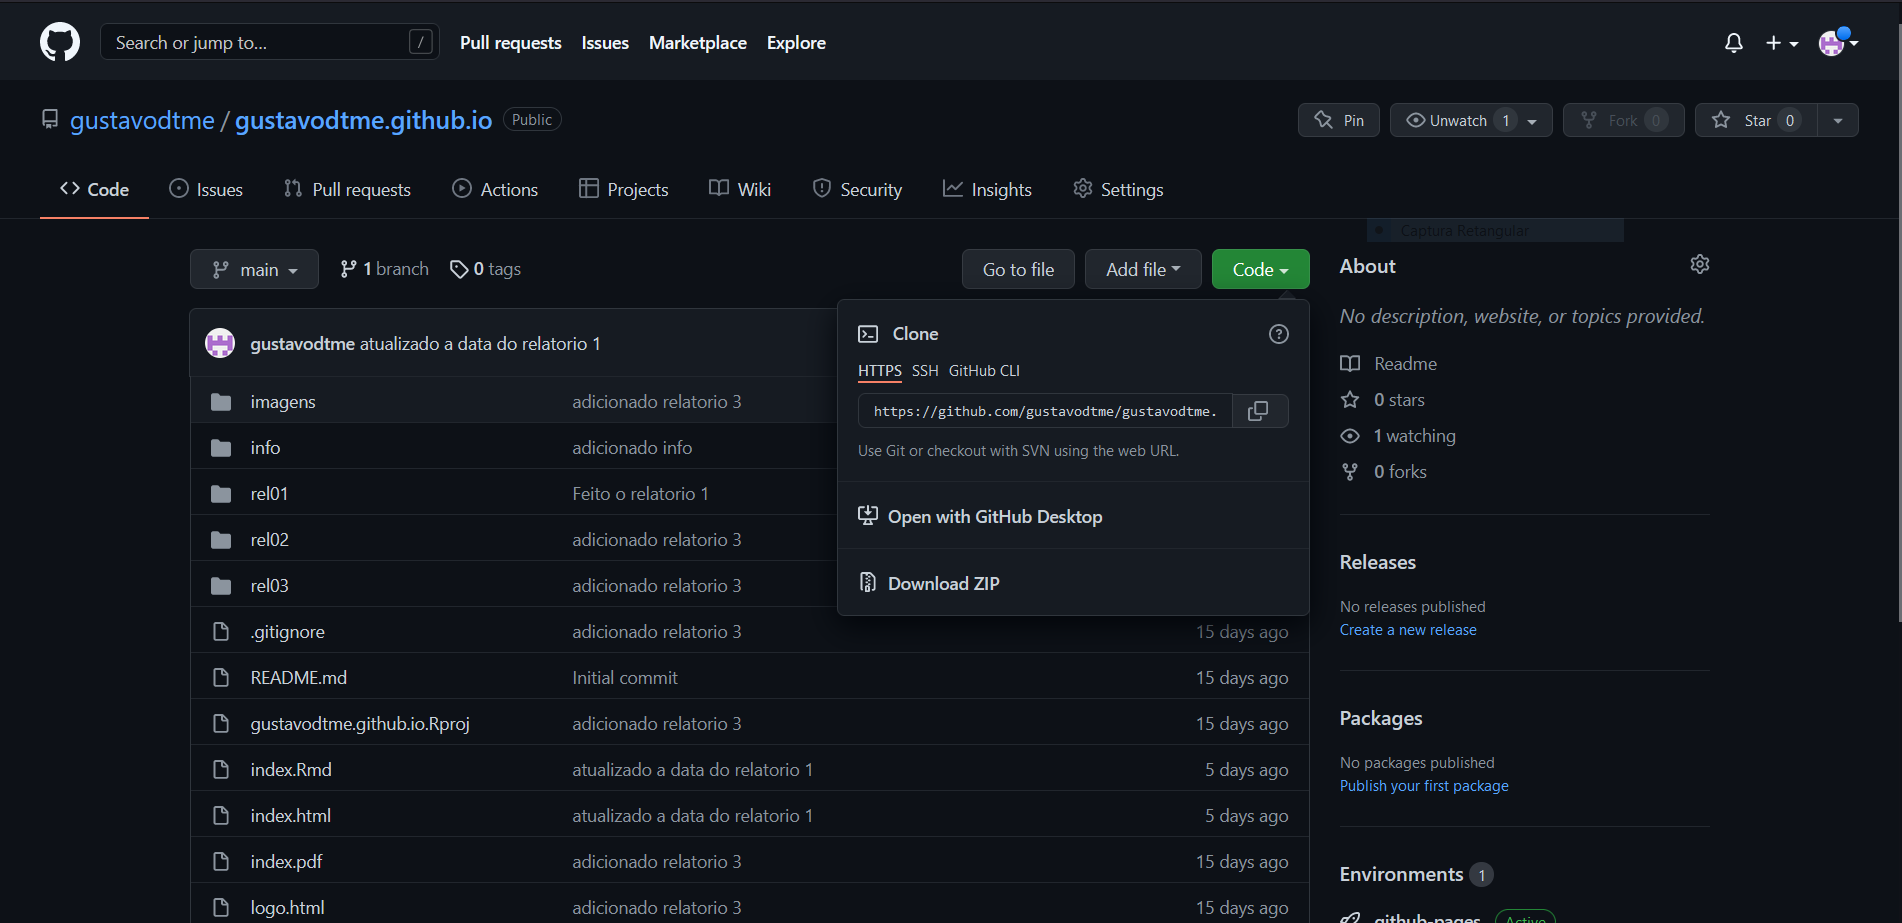 Search or jump to... /
Pull requests Issues Marketplace Explore
gustavodtme / gustavodtme.github.io Public
Pin Unwatch 1 Fork 0 Star 0
Code Issues Pull requests Actions Projects Wiki Security Insights Settings
Captura Retangular
main 1 branch 0 tags Go to file Add file Code
gustavodtme atualizado a data do relatorio 1
imagens adicionado relatorio 3
info adicionado info
rel01 Feito o relatorio 1
rel02 adicionado relatorio 3
rel03 adicionado relatorio 3
.gitignore adicionado relatorio 3 15 days ago
README.md Initial commit 15 days ago
gustavodtme.github.io.Rproj adicionado relatorio 3 15 days ago
index.Rmd atualizado a data do relatorio 1 5 days ago
index.html atualizado a data do relatorio 1 5 days ago
index.pdf adicionado relatorio 3 15 days ago
logo.html adicionado relatorio 3 15 days ago
Clone
HTTPS SSH GitHub CLI
https://github.com/gustavodtme/gustavodtme.
Use Git or checkout with SVN using the web URL.
Open with GitHub Desktop
Download ZIP
About
No description, website, or topics provided.
Readme
0 stars
1 watching
0 forks
Releases
No releases published
Create a new release
Packages
No packages published
Publish your first package
Environments 1
github-pages Active